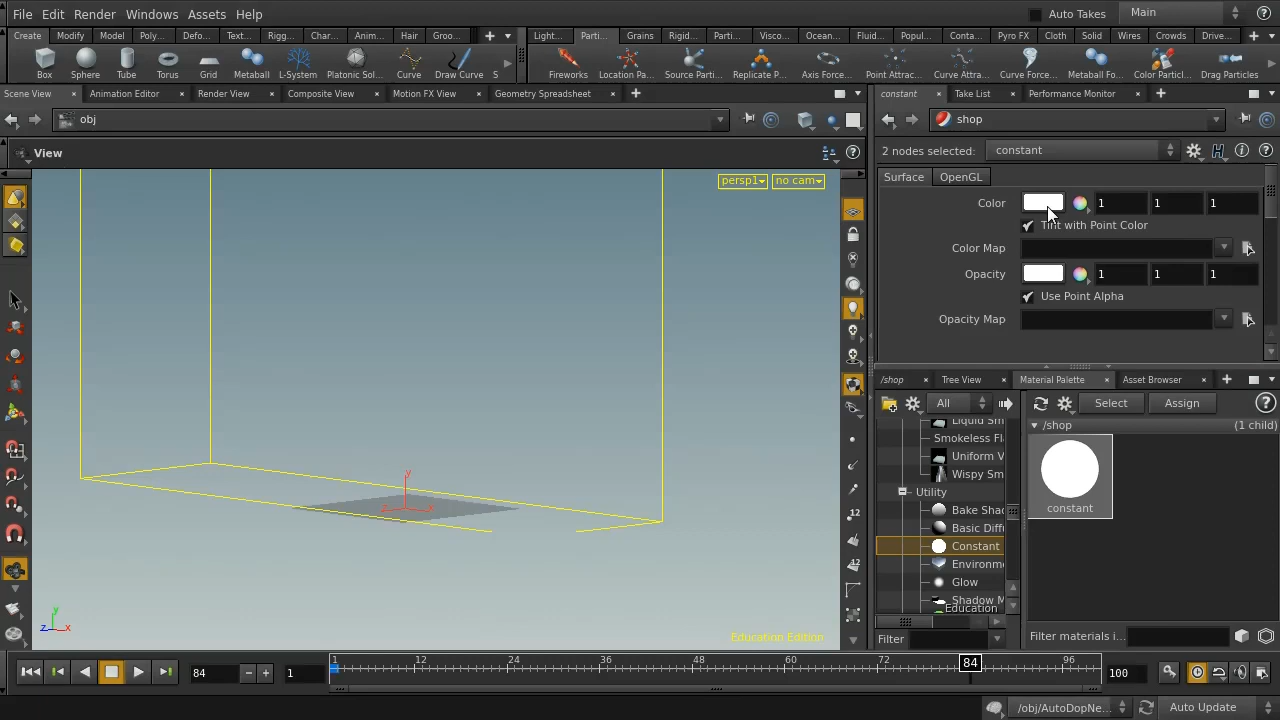 File Edit Render Windows Assets Help Auto Takes Main
Create Modify Model Poly... Defo... Text... Rigg... Char... Anim... Hair Groo... Light... Parti... Grains Rigid... Parti... Visco... Ocean... Fluid... Popul... Conta... Pyro FX Cloth Solid Wires Crowds Drive...
Box Sphere Tube Torus Grid Metaball L-System Platonic Sol... Curve Draw Curve S Fireworks Location Pa... Source Parti... Replicate P... Axis Force... Point Attrac... Curve Attra... Curve Force... Metaball Fo... Color Particl... Drag Particles
Scene View Animation Editor Render View Composite View Motion FX View Geometry Spreadsheet constant Take List Performance Monitor
obj shop
View
2 nodes selected: constant
persp1 no cam
Surface OpenGL
Color 1 1 1
Tint with Point Color
Color Map
Opacity 1 1 1
Use Point Alpha
Opacity Map
/shop Tree View Material Palette Asset Browser
All Select Assign
Liquid Sm
Smokeless Fl
Uniform V
Wispy Sm
Utility
Bake Shad
Basic Diff
Constant
Environme
Glow
Shadow M
Education
/shop (1 child)
constant
Filter Filter materials i...
y
z x
y
z x
12
12
Education Edition
84 1 1 12 24 36 48 60 72 84 96 100
/obj/AutoDopNe... Auto Update